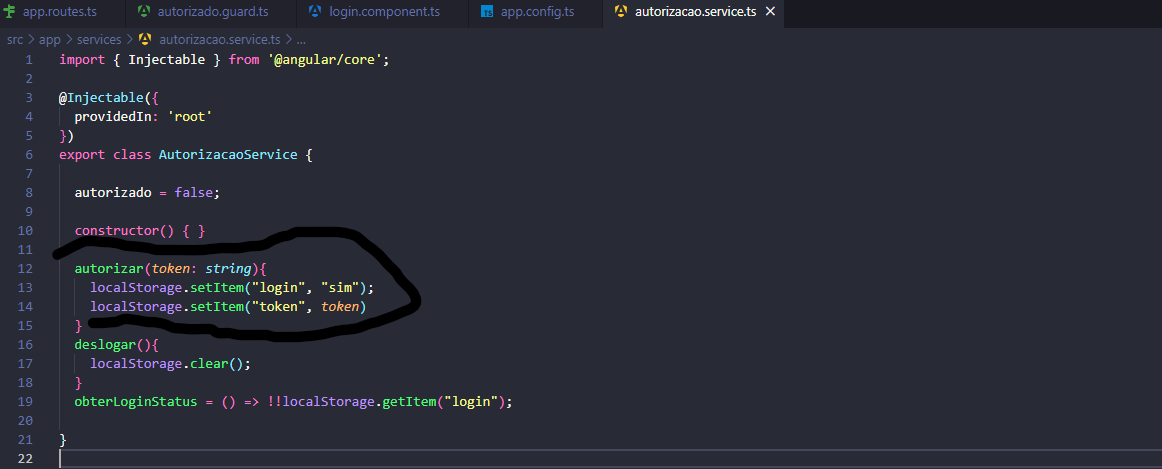 app.routes.ts autorizado.guard.ts login.component.ts TS app.config.ts autorizacao.service.ts ×
src > app > services > autorizacao.service.ts > ...
1 import { Injectable } from '@angular/core';
2
3 @Injectable({
4 providedIn: 'root'
5 })
6 export class AutorizacaoService {
7
8 autorizado = false;
9
10 constructor() { }
11
12 autorizar(token: string){
13 localStorage.setItem("login", "sim");
14 localStorage.setItem("token", token)
15 }
16 deslogar(){
17 localStorage.clear();
18 }
19 obterLoginStatus = () => !!localStorage.getItem("login");
20
21 }
22